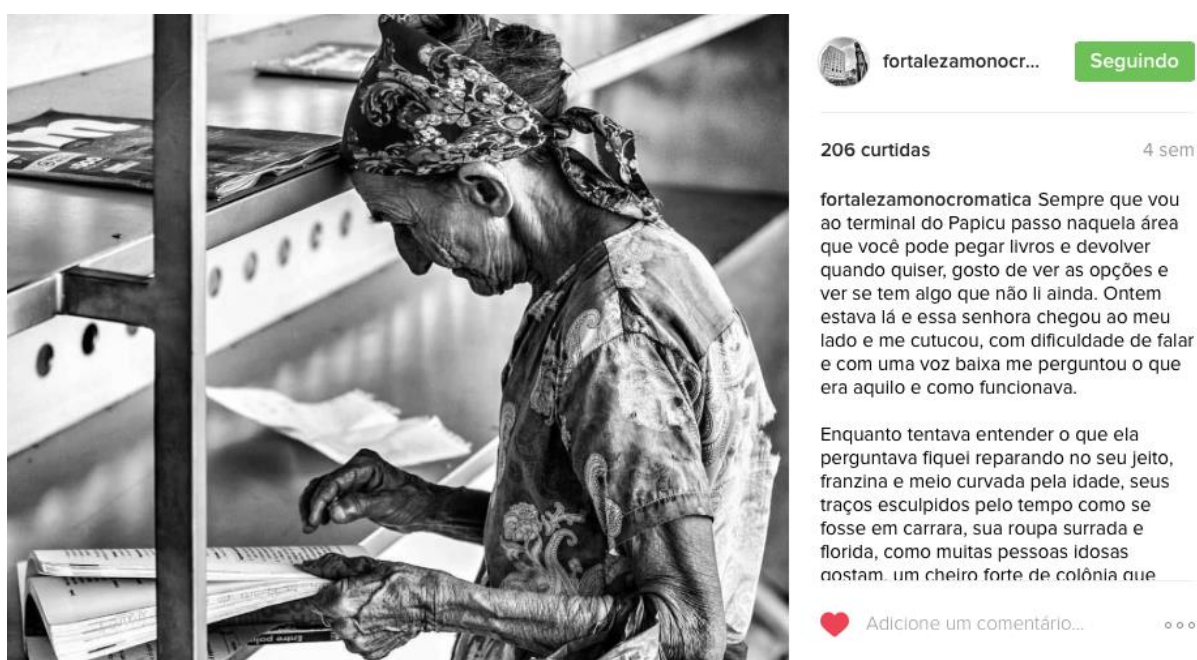 fortalezamonocr...
Seguindo
206 curtidas
4 sem
fortalezamonocromatica Sempre que vou
ao terminal do Papicu passo naquela área
que você pode pegar livros e devolver
quando quiser, gosto de ver as opções e
ver se tem algo que não li ainda. Ontem
estava lá e essa senhora chegou ao meu
lado e me cutucou, com dificuldade de falar
e com uma voz baixa me perguntou o que
era aquilo e como funcionava.
Enquanto tentava entender o que ela
perguntava fiquei reparando no seu jeito,
franzina e meio curvada pela idade, seus
traços esculpidos pelo tempo como se
fosse em carrara, sua roupa surrada e
florida, como muitas pessoas idosas
gostam, um cheiro forte de colônia que
Adicione um comentário...